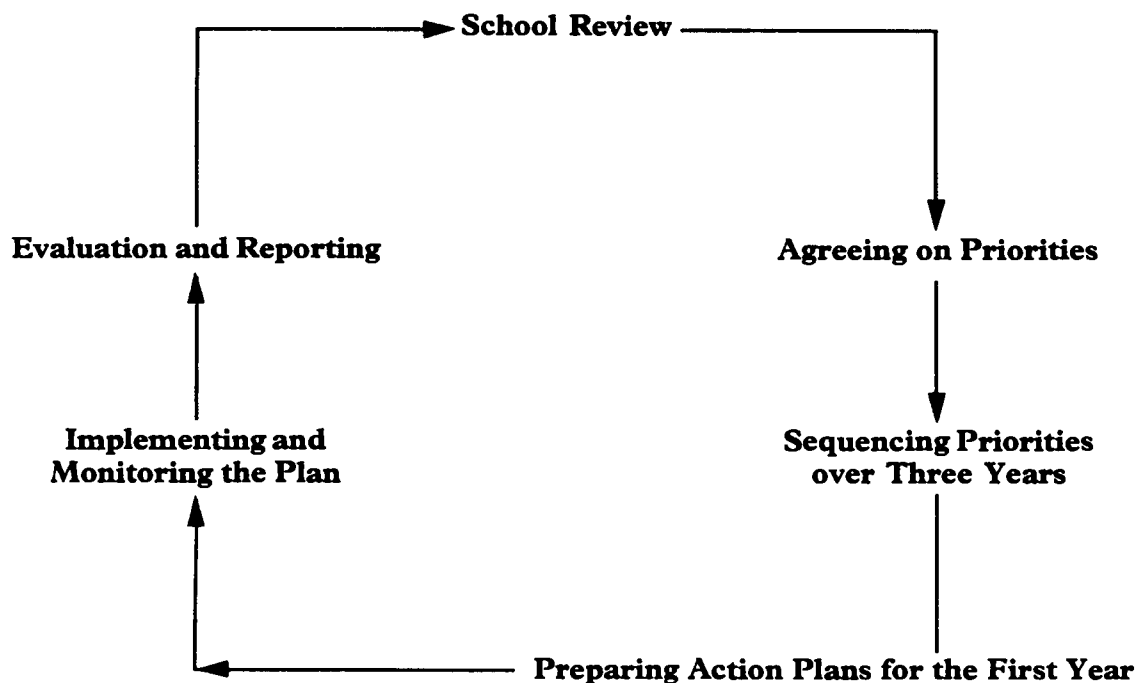 School Review
Evaluation and Reporting
Agreeing on Priorities
Implementing and
Monitoring the Plan
Sequencing Priorities
over Three Years
Preparing Action Plans for the First Year